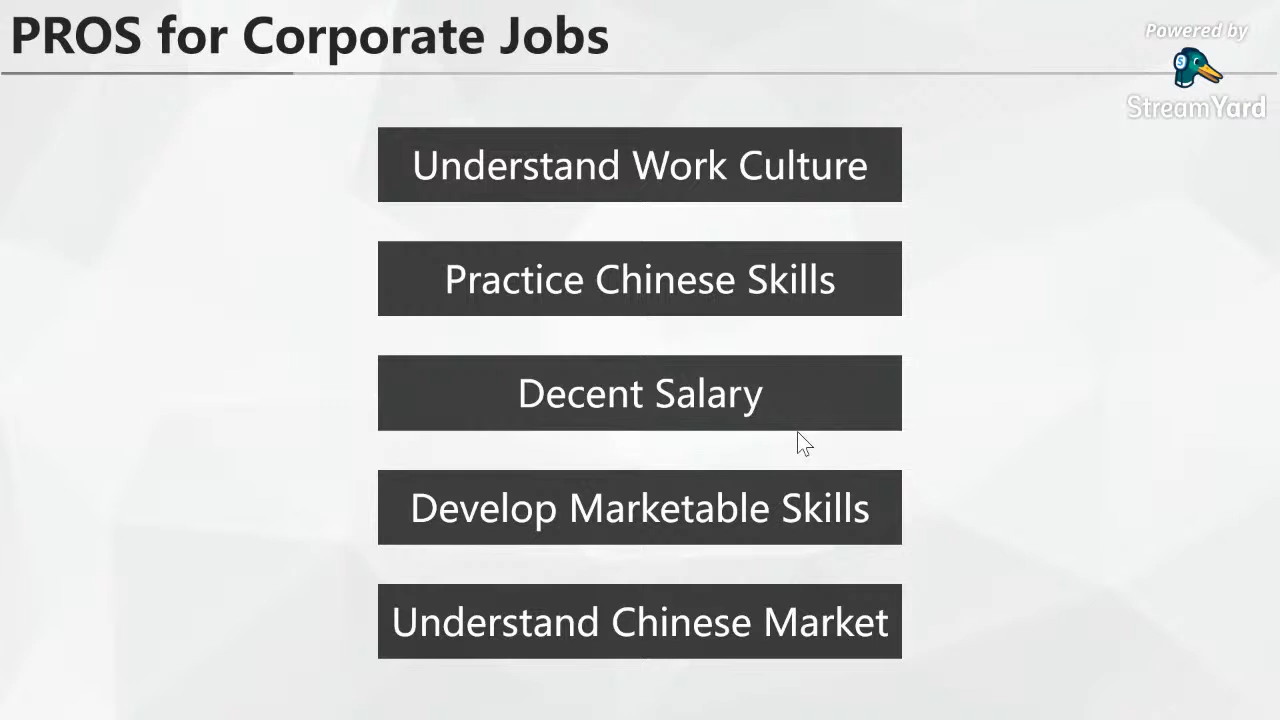 PROS for Corporate Jobs
Powered by
S
StreamYard
Understand Work Culture
Practice Chinese Skills
Decent Salary
Develop Marketable Skills
Understand Chinese Market